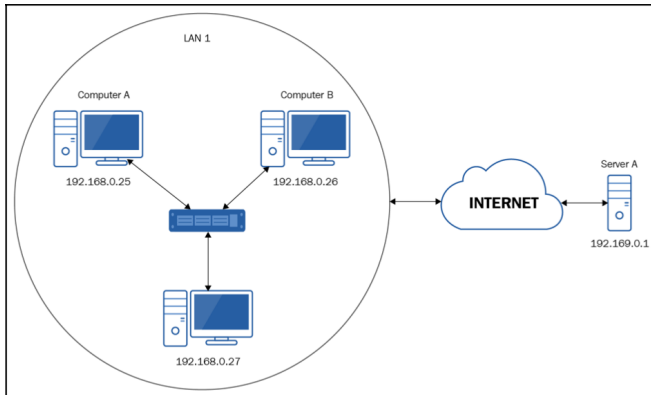 LAN 1
Computer A
Computer B
192.168.0.25
192.168.0.26
INTERNET
Server A
192.169.0.1
192.168.0.27